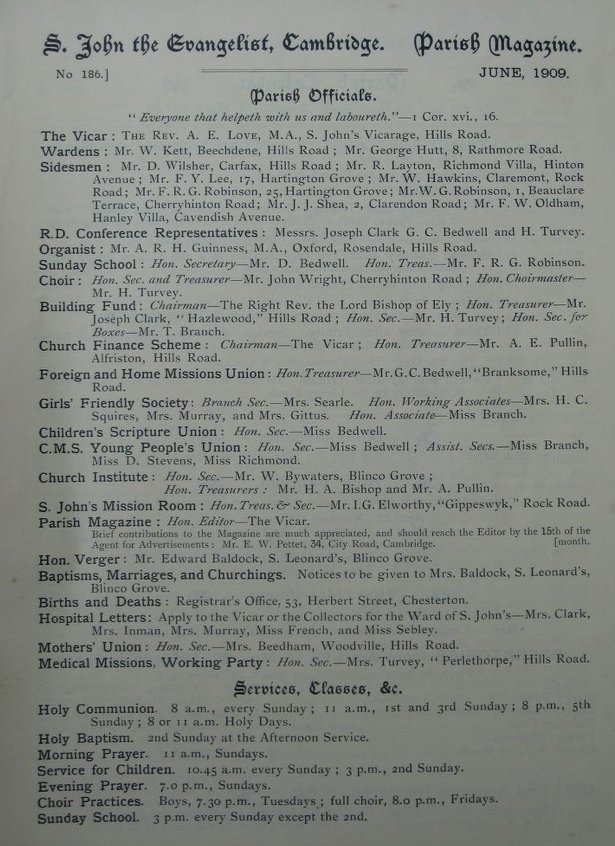 S. John the Evangelist, Cambridge. Parish Magazine.
No 186.]
JUNE, 1909.
Parish Officials.
" Everyone that helpeth with us and laboureth."—1 Cor. xvi., 16.
The Vicar : THE REV. A. E. LOVE, M.A., S. John's Vicarage, Hills Road.
Wardens : Mr. W. Kett, Beechdene, Hills Road ; Mr. George Hutt, 8, Rathmore Road.
Sidesmen : Mr. D. Wilsher, Carfax, Hills Road ; Mr. R. Layton, Richmond Villa, Hinton
Avenue ; Mr. F. Y. Lee, 17, Hartington Grove ; Mr. W. Hawkins, Claremont, Rock
Road ; Mr. F. R. G. Robinson, 25, Hartington Grove ; Mr. W. G. Robinson, 1, Beauclare
Terrace, Cherryhinton Road ; Mr. J. J. Shea, 2, Clarendon Road ; Mr. F. W. Oldham,
Hanley Villa, Cavendish Avenue.
R.D. Conference Representatives : Messrs. Joseph Clark G. C. Bedwell and H. Turvey.
Organist : Mr. A. R. H. Guinness, M.A., Oxford, Rosendale, Hills Road.
Sunday School : Hon. Secretary—Mr. D. Bedwell. Hon. Treas.—Mr. F. R. G. Robinson.
Choir : Hon. Sec. and Treasurer—Mr. John Wright, Cherryhinton Road ; Hon. Choirmaster—
Mr. H. Turvey.
Building Fund : Chairman—The Right Rev. the Lord Bishop of Ely ; Hon. Treasurer—Mr.
Joseph Clark, " Hazlewood," Hills Road ; Hon. Sec.—Mr. H. Turvey ; Hon. Sec. for
Boxes—Mr. T. Branch.
Church Finance Scheme : Chairman—The Vicar ; Hon. Treasurer—Mr. A. E. Pullin,
Alfriston, Hills Road.
Foreign and Home Missions Union : Hon. Treasurer—Mr. G. C. Bedwell, "Branksome," Hills
Road.
Girls' Friendly Society : Branch Sec.—Mrs. Searle. Hon. Working Associates—Mrs. H. C.
Squires, Mrs. Murray, and Mrs. Gittus. Hon. Associate—Miss Branch.
Children's Scripture Union : Hon. Sec.—Miss Bedwell.
C.M.S. Young People's Union : Hon. Sec.—Miss Bedwell ; Assist. Secs.—Miss Branch,
Miss D. Stevens, Miss Richmond.
Church Institute : Hon. Sec.—Mr. W. Bywaters, Blinco Grove ;
Hon. Treasurers : Mr. H. A. Bishop and Mr. A. Pullin.
S. John's Mission Room : Hon. Treas. & Sec.—Mr. I.G. Elworthy, "Gippeswyk," Rock Road.
Parish Magazine : Hon. Editor—The Vicar.
Brief contributions to the Magazine are much appreciated, and should reach the Editor by the 15th of the
Agent for Advertisements : Mr. E. W. Pettet, 34, City Road, Cambridge. [month.
Hon. Verger : Mr. Edward Baldock, S. Leonard's, Blinco Grove.
Baptisms, Marriages, and Churchings. Notices to be given to Mrs. Baldock, S. Leonard's,
Blinco Grove.
Births and Deaths : Registrar's Office, 53, Herbert Street, Chesterton.
Hospital Letters : Apply to the Vicar or the Collectors for the Ward of S. John's—Mrs. Clark,
Mrs. Inman, Mrs. Murray, Miss French, and Miss Sebley.
Mothers' Union : Hon. Sec.—Mrs. Beedham, Woodville, Hills Road.
Medical Missions, Working Party : Hon. Sec.—Mrs. Turvey, " Perlethorpe," Hills Road.
Services, Classes, &c.
Holy Communion. 8 a.m., every Sunday ; 11 a.m., 1st and 3rd Sunday ; 8 p.m., 5th
Sunday ; 8 or 11 a.m. Holy Days.
Holy Baptism. 2nd Sunday at the Afternoon Service.
Morning Prayer. 11 a.m., Sundays.
Service for Children. 10.45 a.m. every Sunday ; 3 p.m., 2nd Sunday.
Evening Prayer. 7.0 p.m., Sundays.
Choir Practices. Boys, 7.30 p.m., Tuesdays ; full choir, 8.0 p.m., Fridays.
Sunday School. 3 p.m. every Sunday except the 2nd.